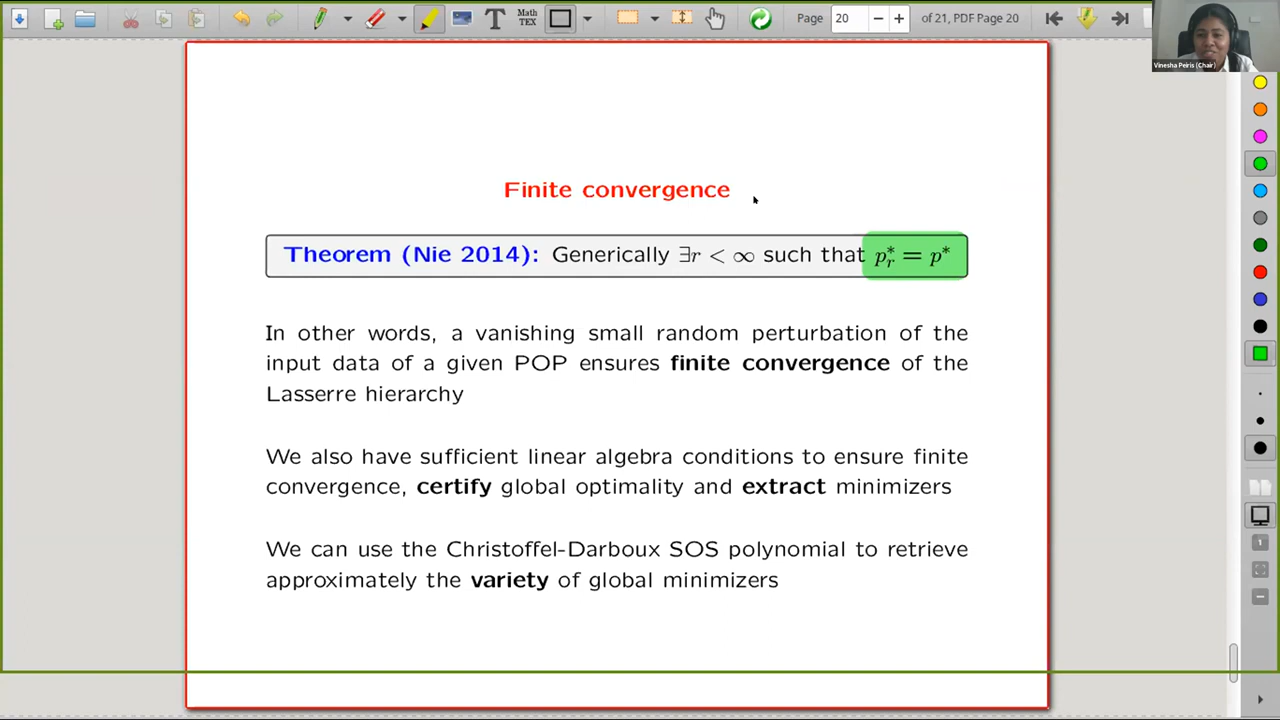 Math
TEX
Page 20 of 21, PDF Page 20
Vinesha Peiris (Chair)
Finite convergence
Theorem (Nie 2014): Generically ∃r < ∞ such that p*_r = p*
In other words, a vanishing small random perturbation of the
input data of a given POP ensures finite convergence of the
Lasserre hierarchy
We also have sufficient linear algebra conditions to ensure finite
convergence, certify global optimality and extract minimizers
We can use the Christoffel-Darboux SOS polynomial to retrieve
approximately the variety of global minimizers